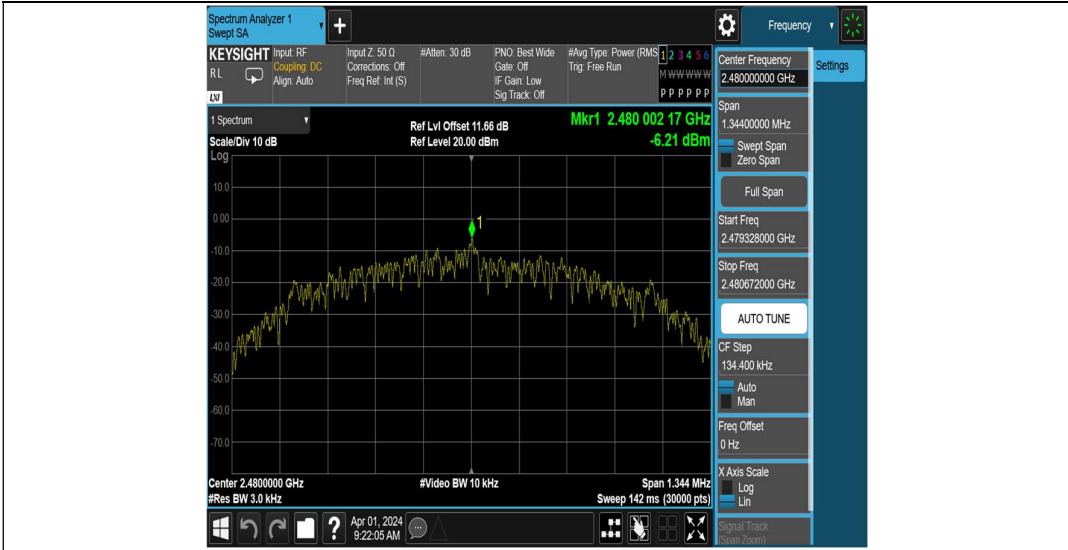 Spectrum Analyzer 1
Swept SA
Frequency
KEYSIGHT
RL
LXI
Input: RF
Coupling: DC
Align: Auto
Input Z: 50 Ω
Corrections: Off
Freq Ref: Int (S)
#Atten: 30 dB
PNO: Best Wide
Gate: Off
IF Gain: Low
Sig Track: Off
#Avg Type: Power (RMS
Trig: Free Run
1 2 3 4 5 6
M W W W W W
P P P P P P
1 Spectrum
Scale/Div 10 dB
Log
Ref Lvl Offset 11.66 dB
Ref Level 20.00 dBm
Mkr1 2.480 002 17 GHz
-6.21 dBm
1
10.0
0.00
-10.0
-20.0
-30.0
-40.0
-50.0
-60.0
-70.0
Center 2.4800000 GHz
#Res BW 3.0 kHz
#Video BW 10 kHz
Span 1.344 MHz
Sweep 142 ms (30000 pts)
Apr 01, 2024
9:22:05 AM
Center Frequency
2.480000000 GHz
Span
1.34400000 MHz
Swept Span
Zero Span
Full Span
Start Freq
2.479328000 GHz
Stop Freq
2.480672000 GHz
AUTO TUNE
CF Step
134.400 kHz
Auto
Man
Freq Offset
0 Hz
X Axis Scale
Log
Lin
Signal Track
(Span Zoom)
Settings